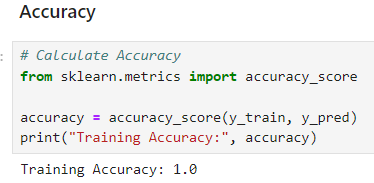 Accuracy
:
# Calculate Accuracy
from sklearn.metrics import accuracy_score
accuracy = accuracy_score(y_train, y_pred)
print("Training Accuracy:", accuracy)
Training Accuracy: 1.0